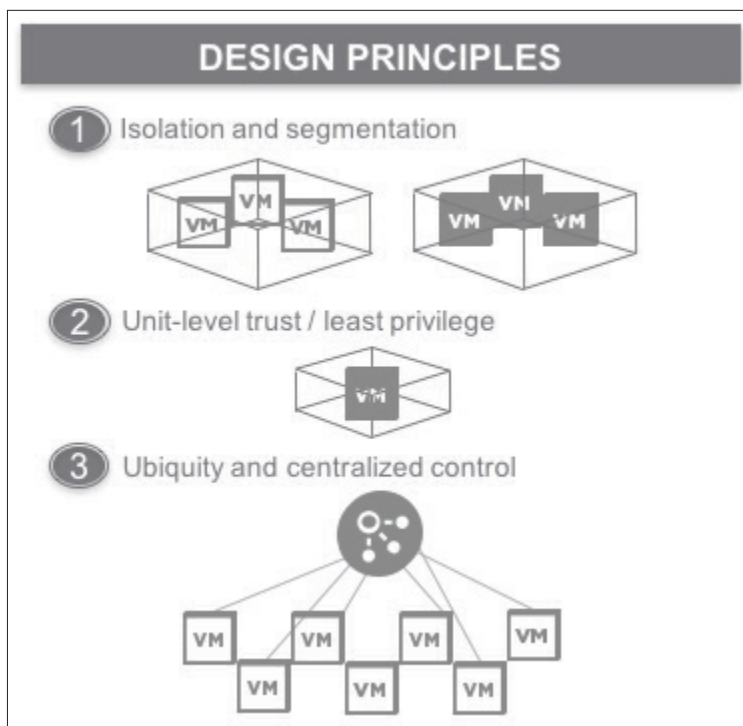 DESIGN PRINCIPLES
1 Isolation and segmentation
VM
VM
VM
VM
VM
VM
2 Unit-level trust / least privilege
VM
3 Ubiquity and centralized control
VM
VM
VM
VM
VM
VM
VM